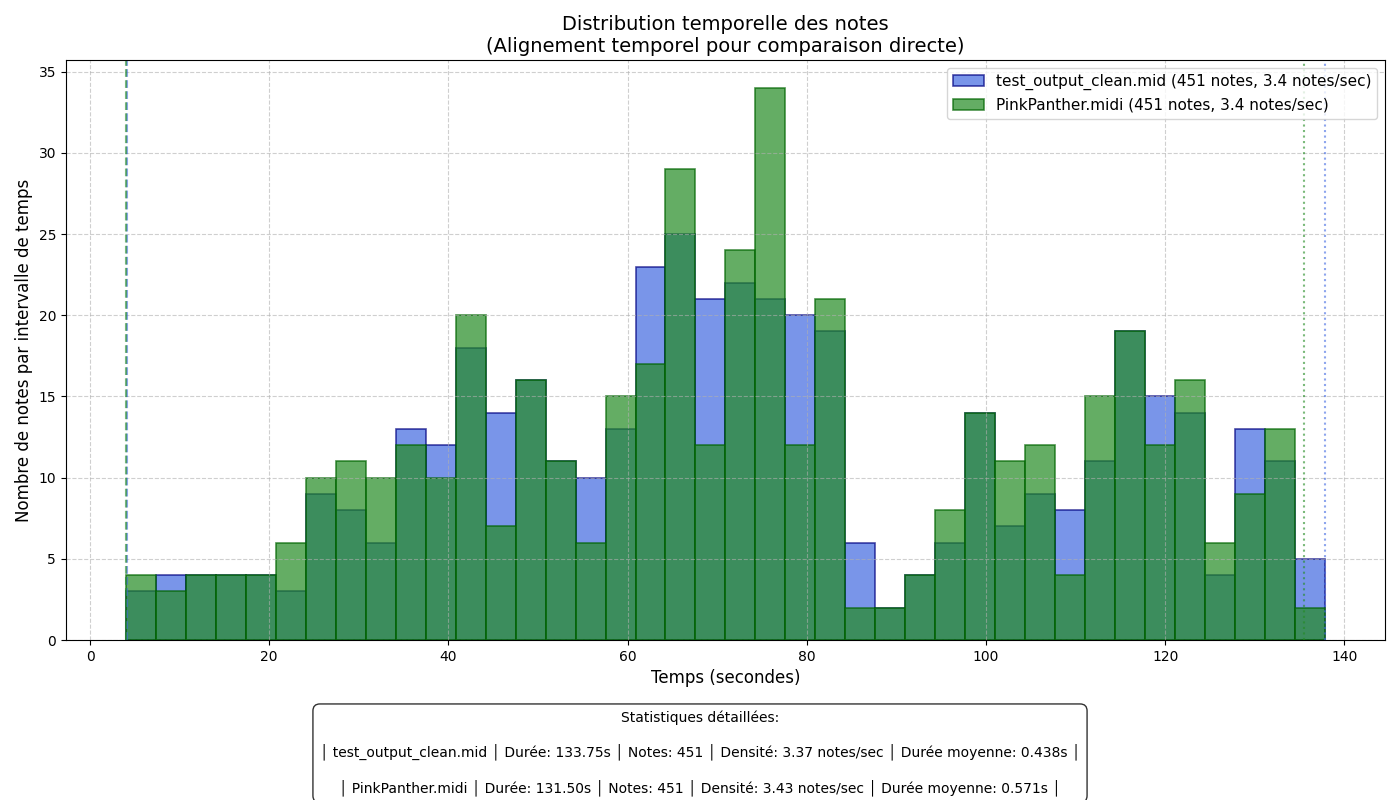 Distribution temporelle des notes
(Alignement temporel pour comparaison directe)
test_output_clean.mid (451 notes, 3.4 notes/sec)
PinkPanther.midi (451 notes, 3.4 notes/sec)
Nombre de notes par intervalle de temps
35
30
25
20
15
10
5
0
0 20 40 60 80 100 120 140
Temps (secondes)
Statistiques détaillées:
| test_output_clean.mid | Durée: 133.75s | Notes: 451 | Densité: 3.37 notes/sec | Durée moyenne: 0.438s |
| PinkPanther.midi | Durée: 131.50s | Notes: 451 | Densité: 3.43 notes/sec | Durée moyenne: 0.571s |